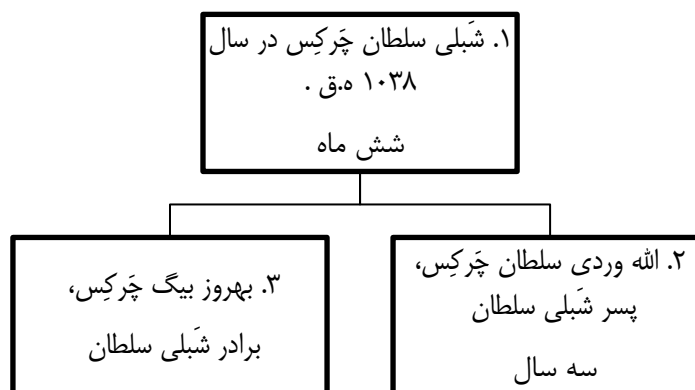 ۱. شَبلی سلطان چَرکِس در سال
۱۰۳۸ ه.ق .
شش ماه
۲. الله وردی سلطان چَرکِس،
پسر شَبلی سلطان
سه سال
۳. بهروز بیگ چَرکِس،
برادر شَبلی سلطان